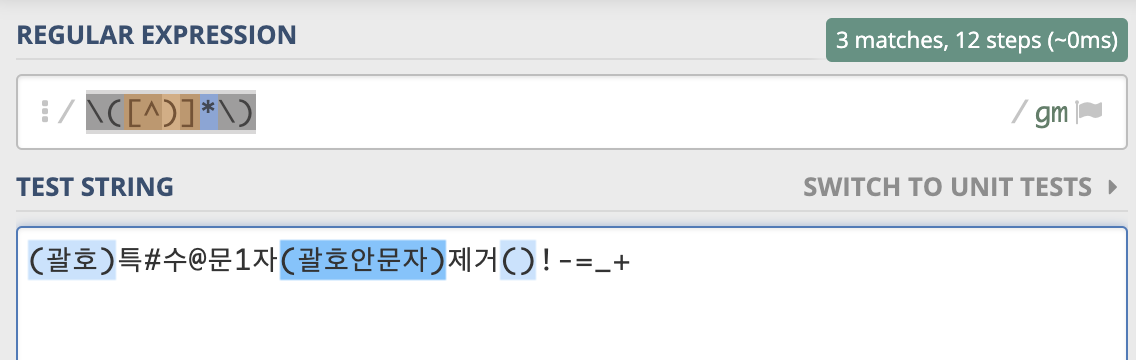 REGULAR EXPRESSION
3 matches, 12 steps (~0ms)
/ \([^)]*\) / gm
TEST STRING
SWITCH TO UNIT TESTS
(괄호)특#수@문1자(괄호안문자)제거()!-=_+